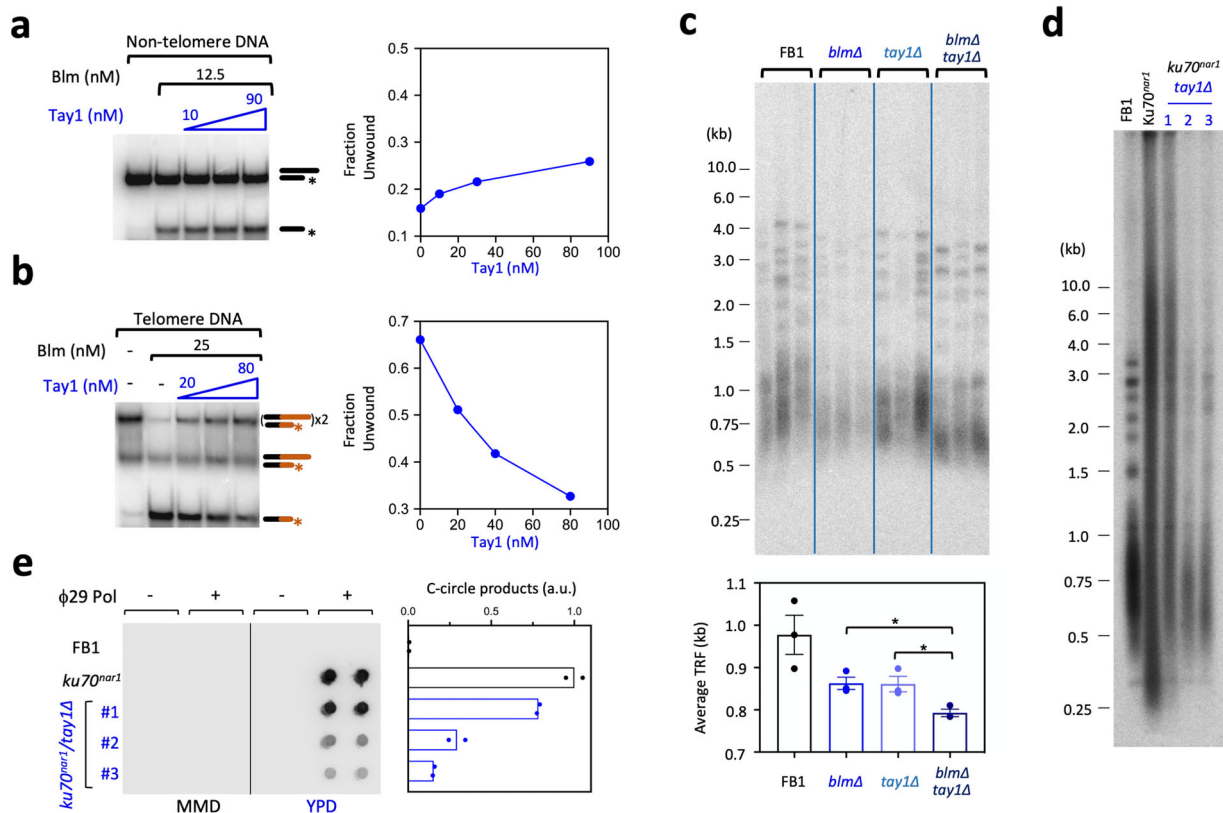 a
Non-telomere DNA
Blm (nM)
12.5
Tay1 (nM)
10
90
*
*
Fraction
Unwound
0.5
0.4
0.3
0.2
0.1
0 20 40 60 80 100
Tay1 (nM)
b
Telomere DNA
Blm (nM)
-
25
Tay1 (nM)
-
-
20
80
( * )x2
*
*
Fraction
Unwound
0.7
0.5
0.4
0.3
0 20 40 60 80 100
Tay1 (nM)
c
FB1
blmΔ
tay1Δ
blmΔ
tay1Δ
(kb)
10.0
6.0
4.0
3.0
2.0
1.5
1.0
0.75
0.5
0.25
Average TRF (kb)
1.1
1.0
0.9
0.8
0.7
*
*
FB1
blmΔ
tay1Δ
blmΔ
tay1Δ
d
FB1
Ku70nar1
ku70nar1
tay1Δ
1 2 3
(kb)
10.0
6.0
4.0
3.0
2.0
1.5
1.0
0.75
0.5
0.25
e
ϕ29 Pol
- + - +
FB1
ku70nar1
ku70nar1/tay1Δ
#1
#2
#3
MMD
YPD
C-circle products (a.u.)
0.0 0.5 1.0